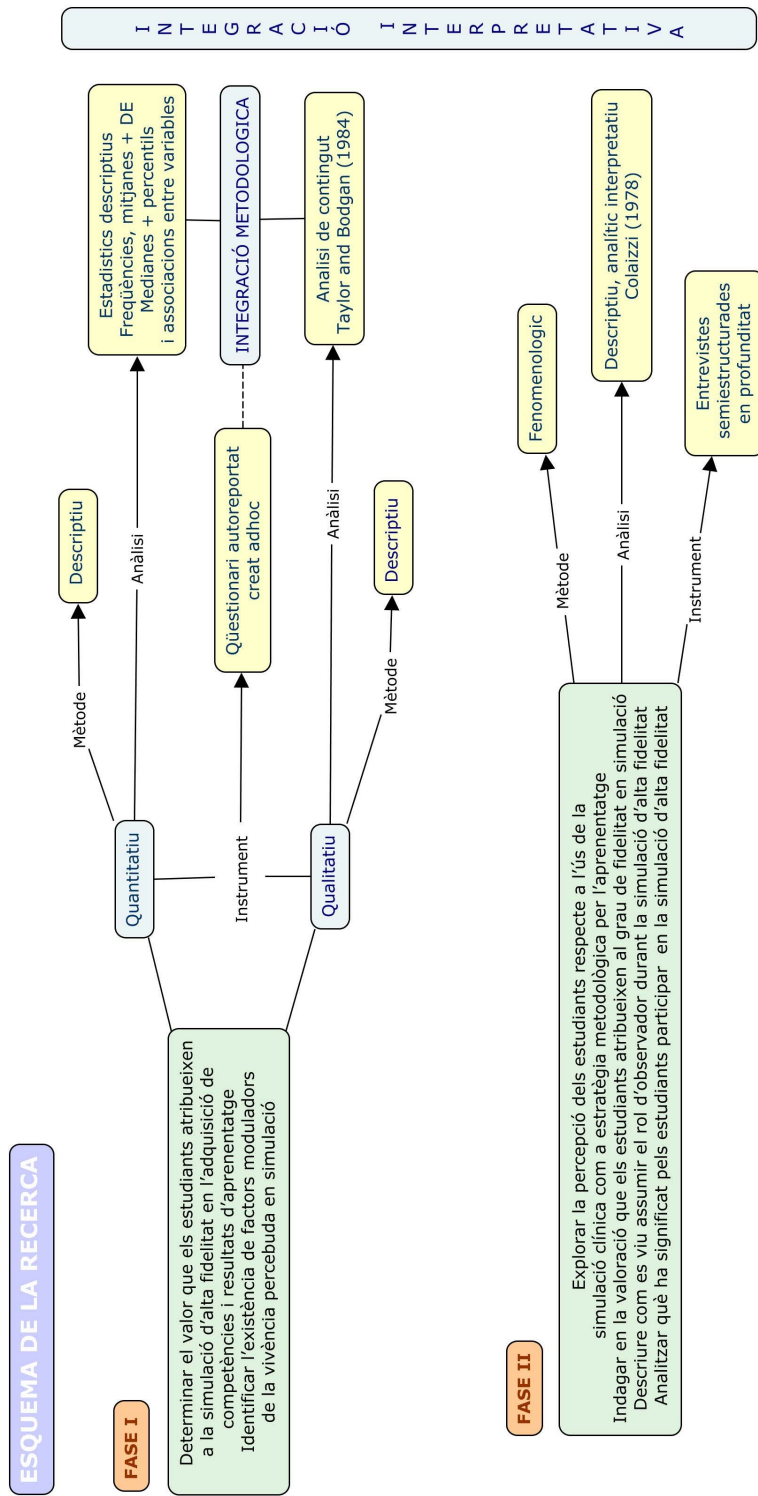 ESQUEMA DE LA RECERCA
FASE I
Determinar el valor que els estudiants atribueixen
a la simulació d'alta fidelitat en l'adquisició de
competències i resultats d'aprenentatge
Identificar l'existència de factors moduladors
de la vivència percebuda en simulació
Quantitatiu
Mètode
Descriptiu
Anàlisi
Estadistics descriptius
Freqüències, mitjanes + DE
Medianes + percentils
i associacions entre variables
Instrument
Qüestionari autoreportat
creat adhoc
INTEGRACIÓ METODOLOGICA
Qualitatiu
Anàlisi
Analisi de contingut
Taylor and Bodgan (1984)
Mètode
Descriptiu
FASE II
Explorar la percepció dels estudiants respecte a l'ús de la
simulació clínica com a estratègia metodològica per l'aprenentatge
Indagar en la valoració que els estudiants atribueixen al grau de fidelitat en simulació
Descriure com es viu assumir el rol d'observador durant la simulació d'alta fidelitat
Analitzar què ha significat pels estudiants participar en la simulació d'alta fidelitat
Mètode
Fenomenologic
Anàlisi
Descriptiu, analític interpretatiu
Colaizzi (1978)
Instrument
Entrevistes
semiestructurades
en profunditat
INTEGRACIÓ INTERPRETATIVA